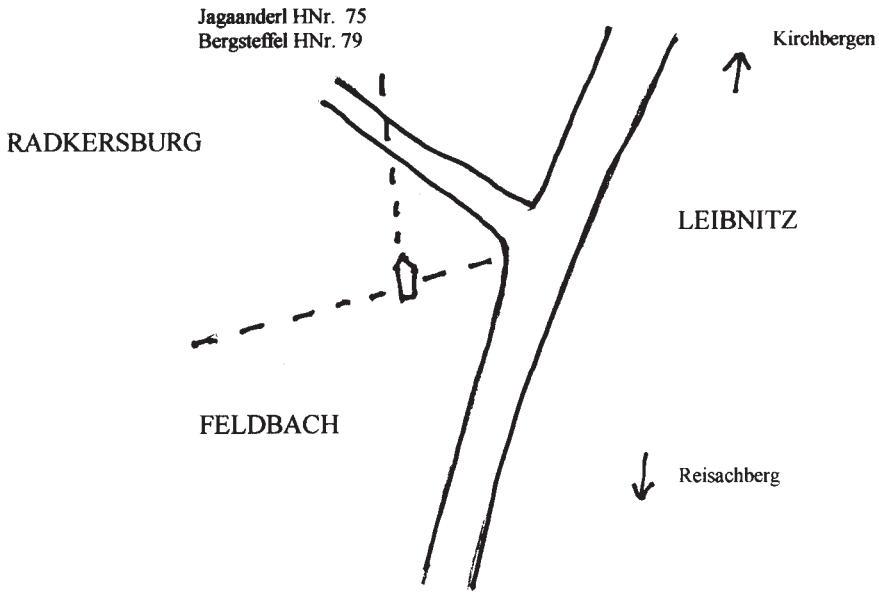 Jagaanderl HNr. 75
Bergsteffel HNr. 79
Kirchbergen
RADKERSBURG
LEIBNITZ
FELDBACH
Reisachberg